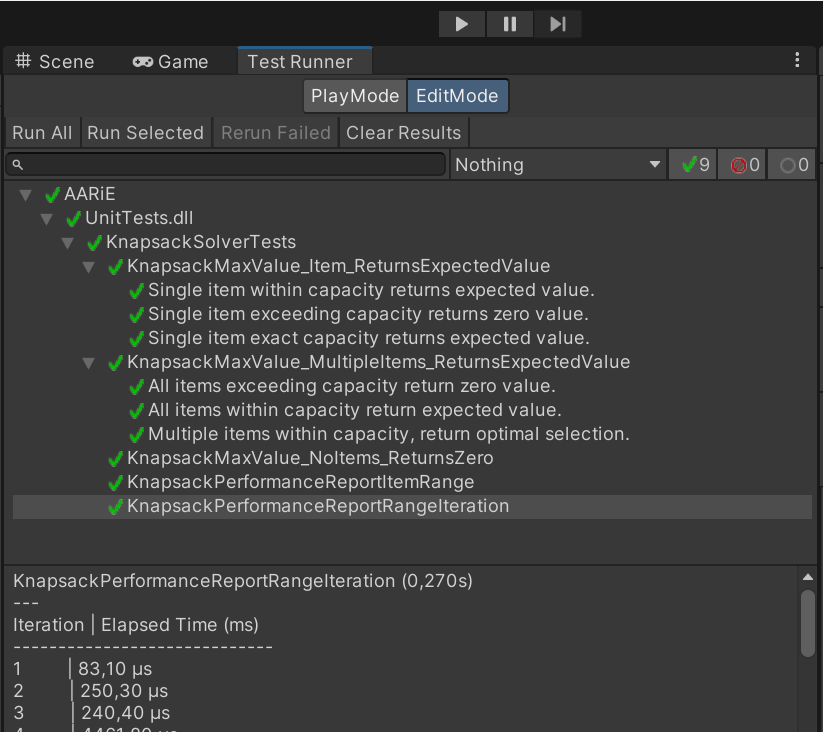 Scene Game Test Runner
PlayMode EditMode
Run All Run Selected Rerun Failed Clear Results
Nothing 9 0 0
AARiE
UnitTests.dll
KnapsackSolverTests
KnapsackMaxValue_Item_ReturnsExpectedValue
Single item within capacity returns expected value.
Single item exceeding capacity returns zero value.
Single item exact capacity returns expected value.
KnapsackMaxValue_MultipleItems_ReturnsExpectedValue
All items exceeding capacity return zero value.
All items within capacity return expected value.
Multiple items within capacity, return optimal selection.
KnapsackMaxValue_NoItems_ReturnsZero
KnapsackPerformanceReportItemRange
KnapsackPerformanceReportRangeIteration
KnapsackPerformanceReportRangeIteration (0,270s)
---
Iteration | Elapsed Time (ms)
-----------------------------
1 | 83,10 µs
2 | 250,30 µs
3 | 240,40 µs